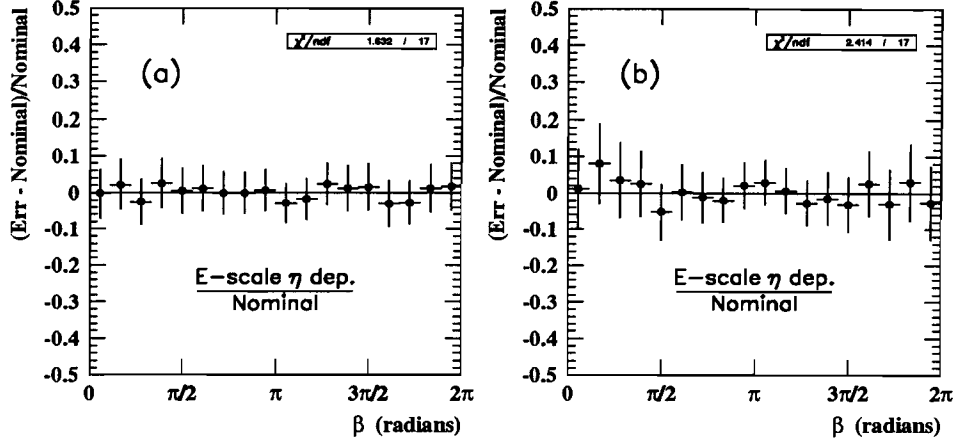 (Err - Nominal)/Nominal
0.5
0.4
0.3
0.2
0.1
0
-0.1
-0.2
-0.3
-0.4
-0.5
χ²/ndf 1.632 / 17
(a)
E-scale η dep.
Nominal
0 π/2 π 3π/2 2π
β (radians)
(Err - Nominal)/Nominal
0.5
0.4
0.3
0.2
0.1
0
-0.1
-0.2
-0.3
-0.4
-0.5
χ²/ndf 2.414 / 17
(b)
E-scale η dep.
Nominal
0 π/2 π 3π/2 2π
β (radians)